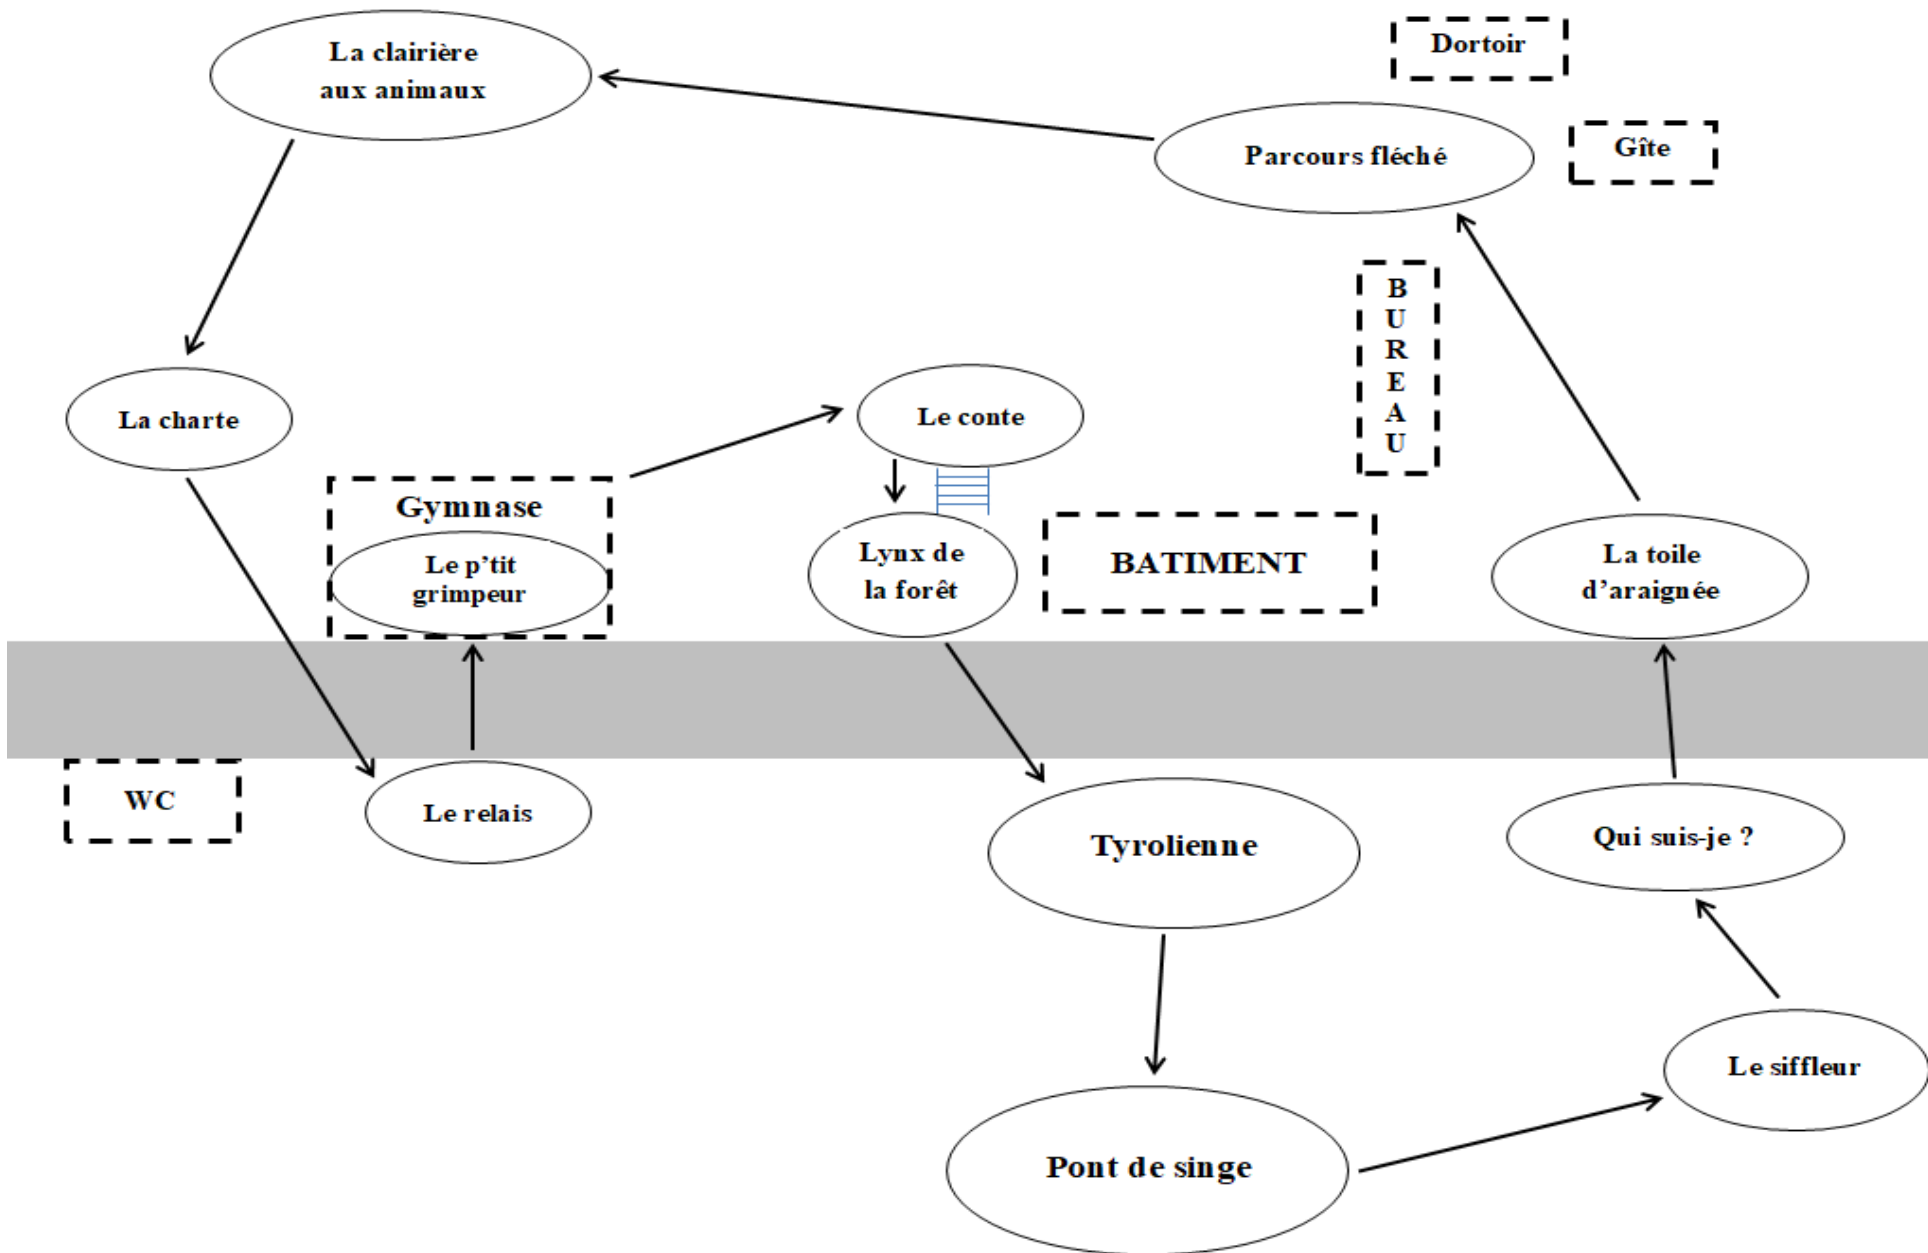 La clairière
aux animaux
Dortoir
Parcours fléché
Gîte
B
U
R
E
A
U
La charte
Le conte
Gymnase
Le p'tit
grimpeur
Lynx de
la forêt
BATIMENT
La toile
d'araignée
WC
Le relais
Tyrolienne
Qui suis-je ?
Le siffleur
Pont de singe